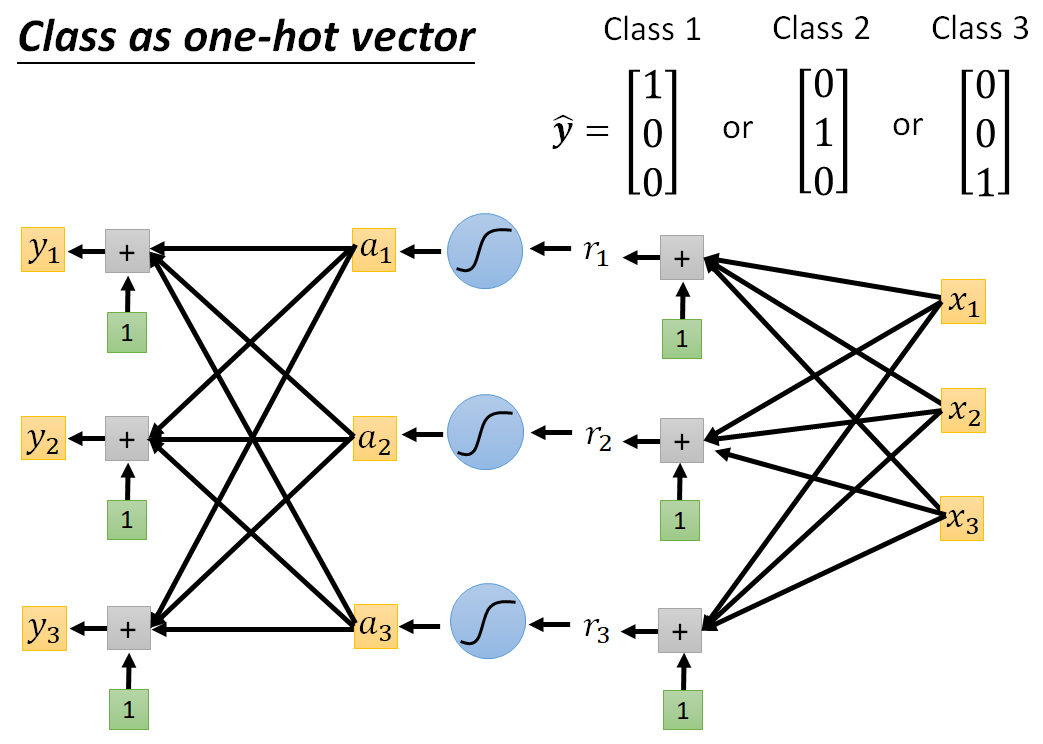 Class as one-hot vector
Class 1 Class 2 Class 3
ŷ = [1 0 0] or [0 1 0] or [0 0 1]
y₁ + a₁ r₁ + x₁
1 1
y₂ + a₂ r₂ + x₂
1 1
y₃ + a₃ r₃ + x₃
1 1